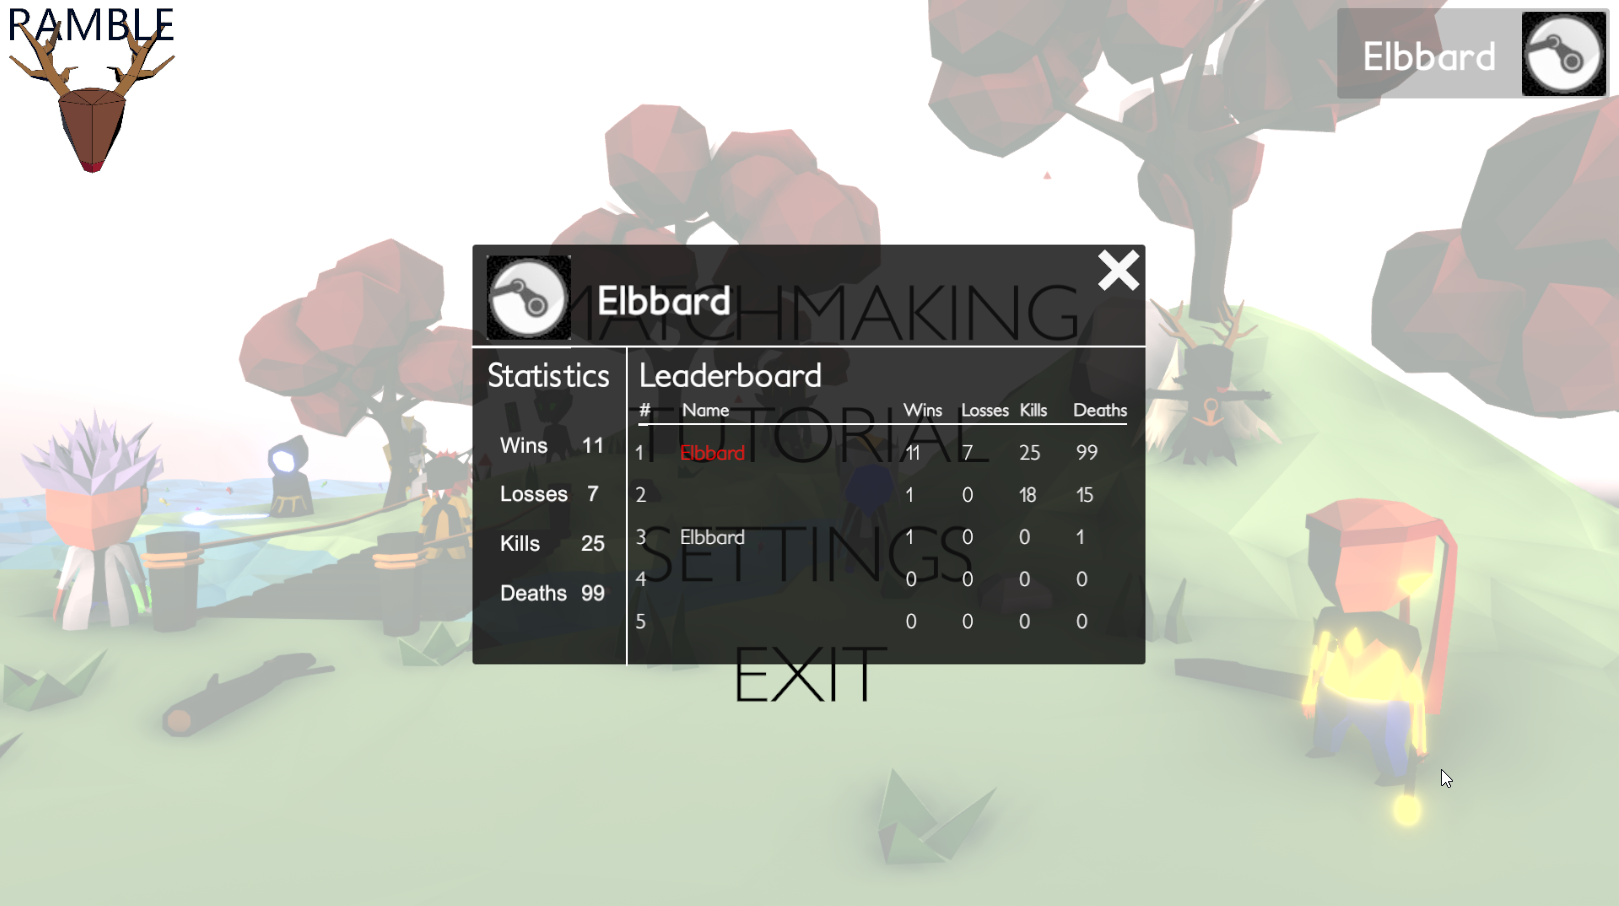 RAMBLE
Elbbard
Elbbard
MATCHMAKING
Statistics
Wins 11
Losses 7
Kills 25
Deaths 99
Leaderboard
# Name Wins Losses Kills Deaths
1 Elbbard 11 7 25 99
2 1 0 18 15
3 Elbbard 1 0 0 1
4 0 0 0 0
5 0 0 0 0
TUTORIAL
SETTINGS
EXIT